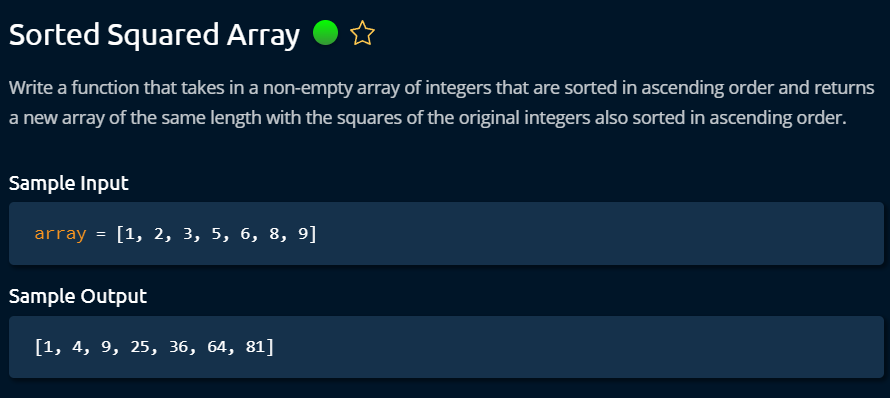 Sorted Squared Array
Write a function that takes in a non-empty array of integers that are sorted in ascending order and returns
a new array of the same length with the squares of the original integers also sorted in ascending order.
Sample Input
array = [1, 2, 3, 5, 6, 8, 9]
Sample Output
[1, 4, 9, 25, 36, 64, 81]